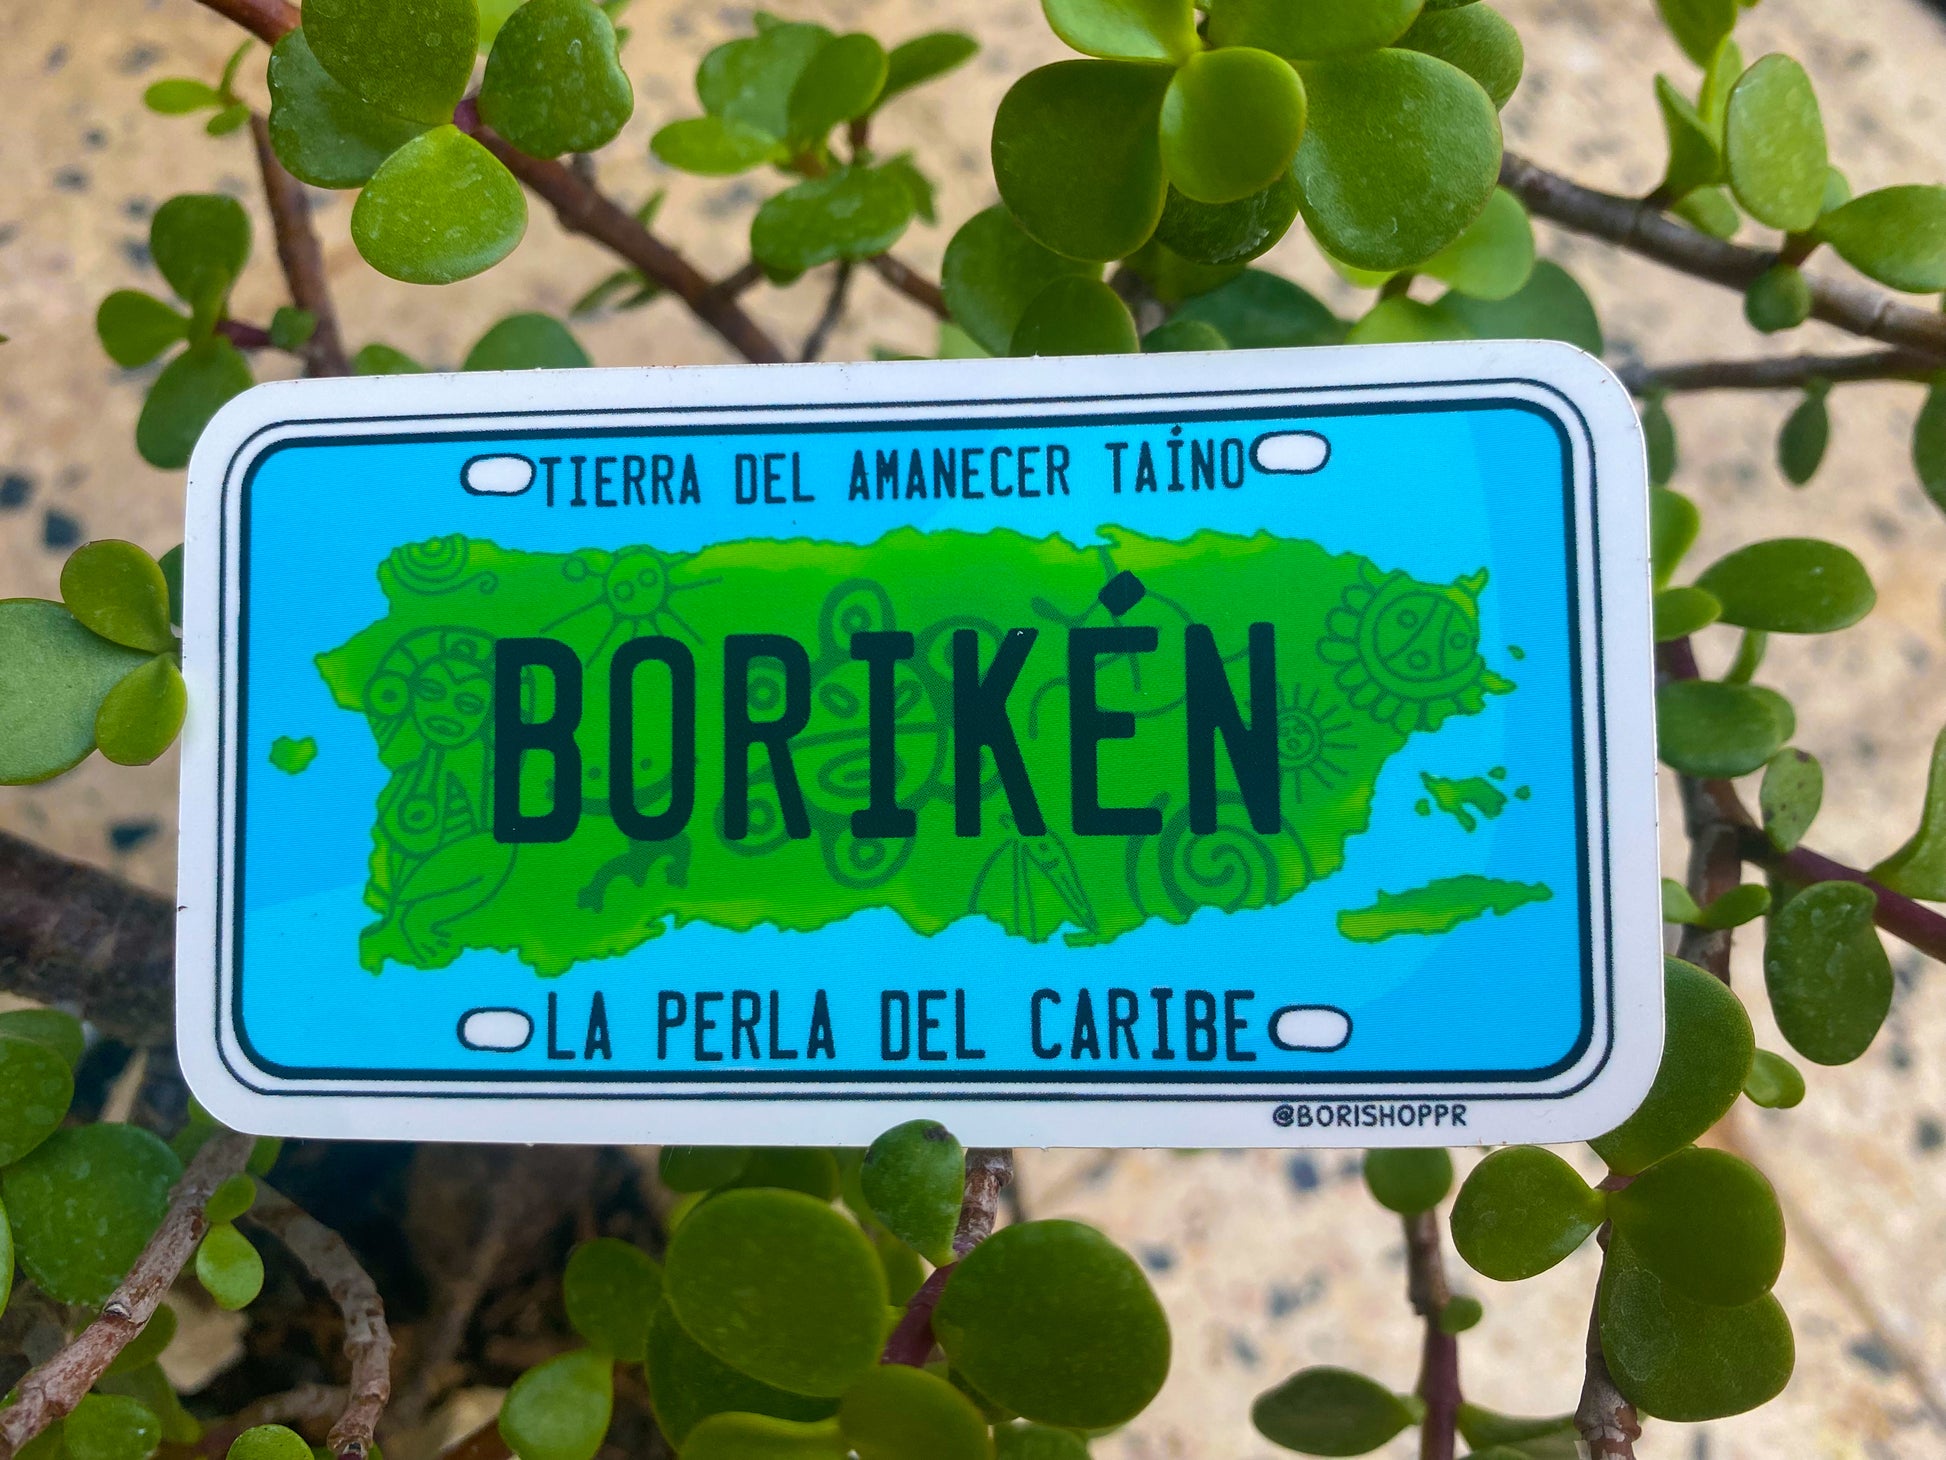 TIERRA DEL AMANECER TAÍNO
BORIKÉN
LA PERLA DEL CARIBE
@BORISHOPPR